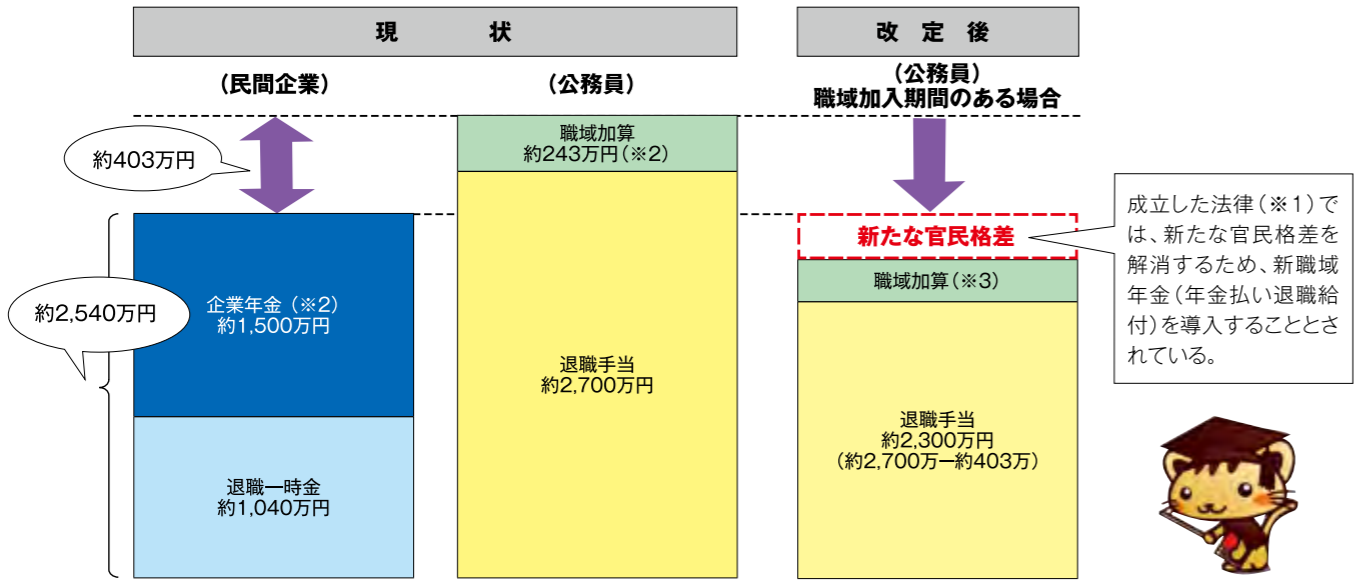 現状
改定後
(民間企業)
(公務員)
(公務員)
職域加入期間のある場合
約403万円
約2,540万円
企業年金(※2)
約1,500万円
退職一時金
約1,040万円
職域加算
約243万円(※2)
退職手当
約2,700万円
新たな官民格差
職域加算(※3)
退職手当
約2,300万円
(約2,700万ー約403万)
成立した法律(※1)で
は、新たな官民格差を
解消するため、新職域
年金(年金払い退職給
付)を導入することとさ
れている。